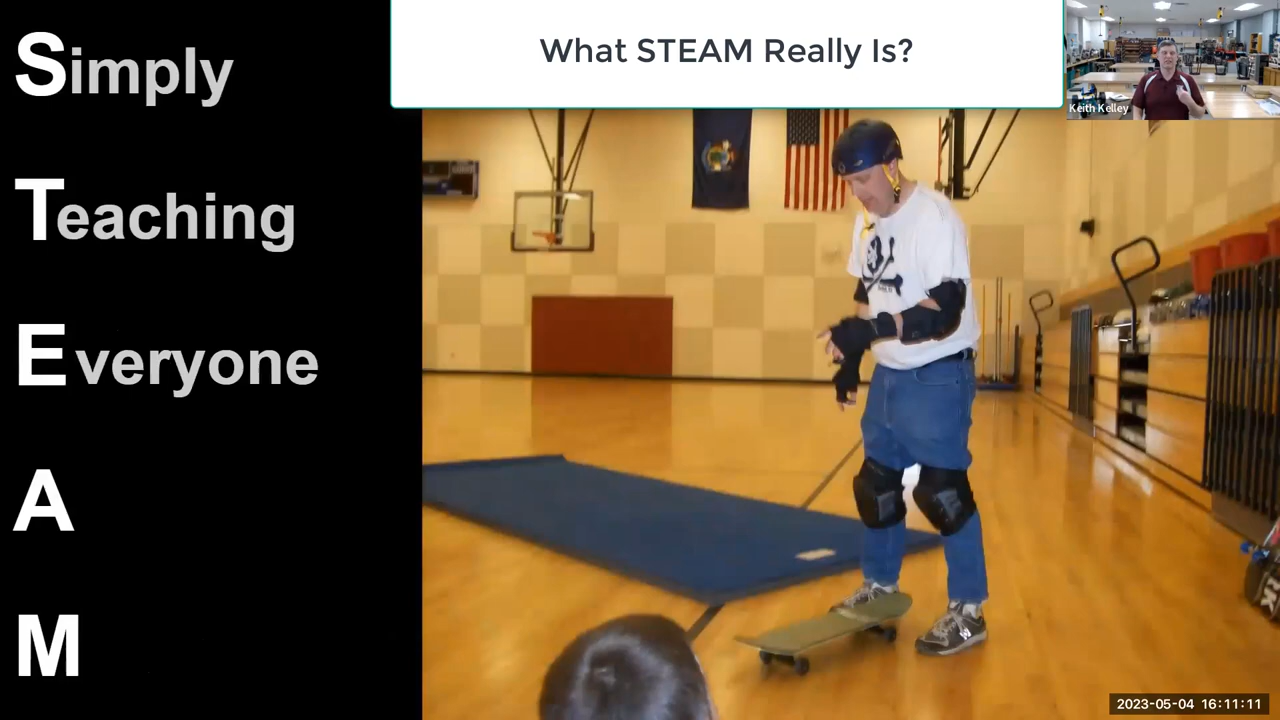 What STEAM Really Is?
Simply
Teaching
Everyone
A
M
Keith Kelley
2023-05-04 16:11:11